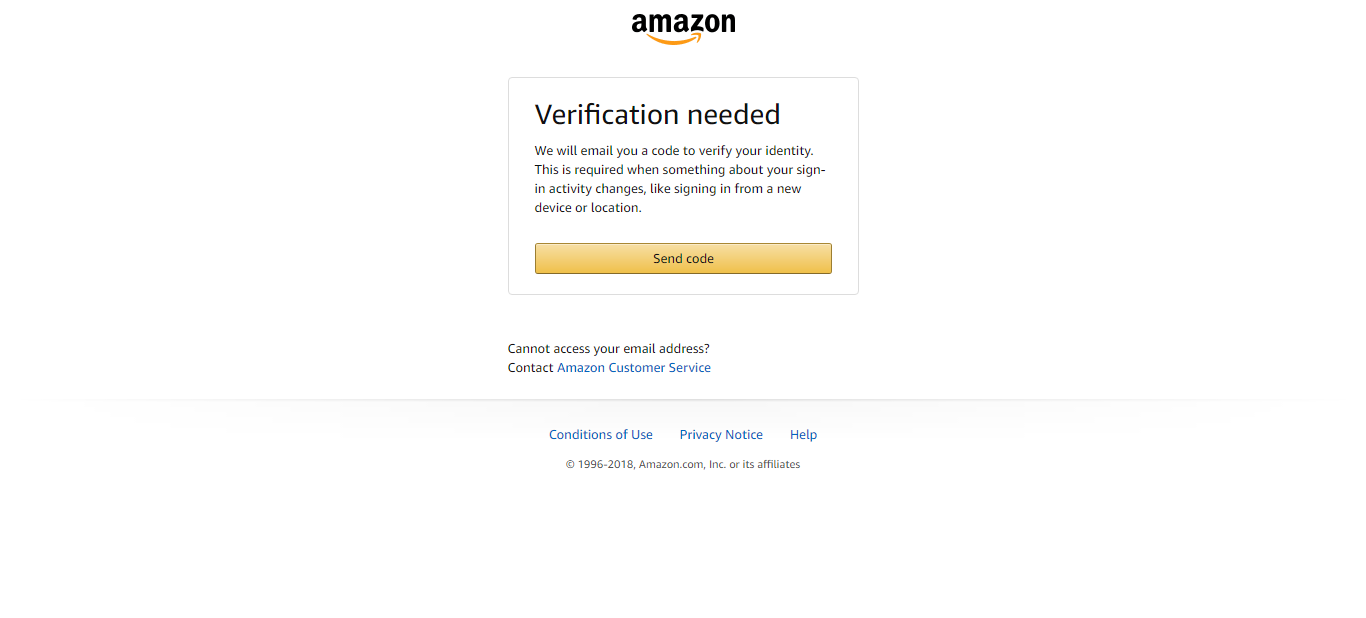 amazon
Verification needed
We will email you a code to verify your identity.
This is required when something about your sign-
in activity changes, like signing in from a new
device or location.
Send code
Cannot access your email address?
Contact Amazon Customer Service
Conditions of Use Privacy Notice Help
© 1996-2018, Amazon.com, Inc. or its affiliates